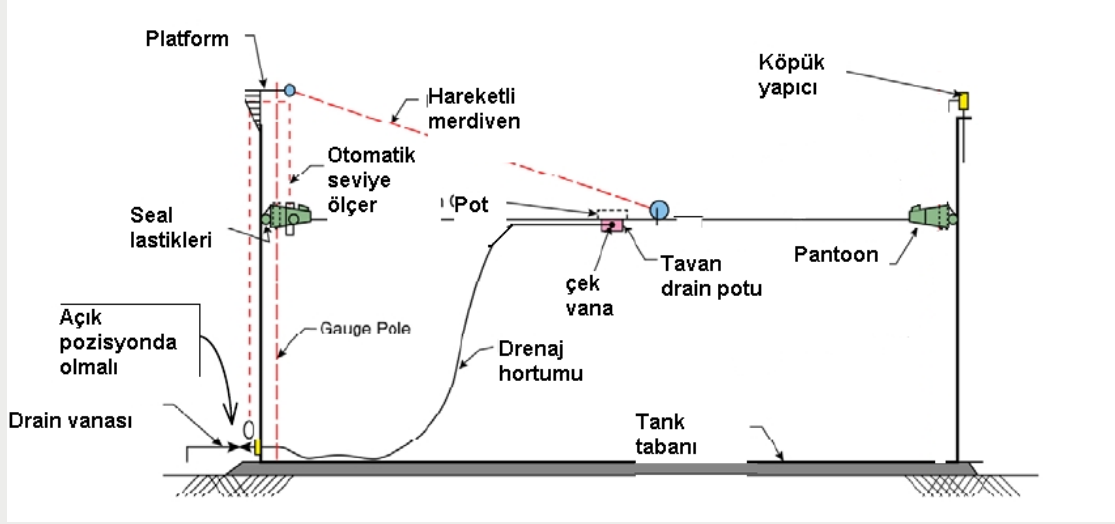 Platform
Köpük
yapıcı
Hareketli
merdiven
Otomatik
seviye
ölçer
Pot
Seal
lastikleri
Pantoon
Tavan
drain potu
çek
vana
Açık
pozisyonda
olmalı
Gauge Pole
Drenaj
hortumu
Drain vanası
Tank
tabanı